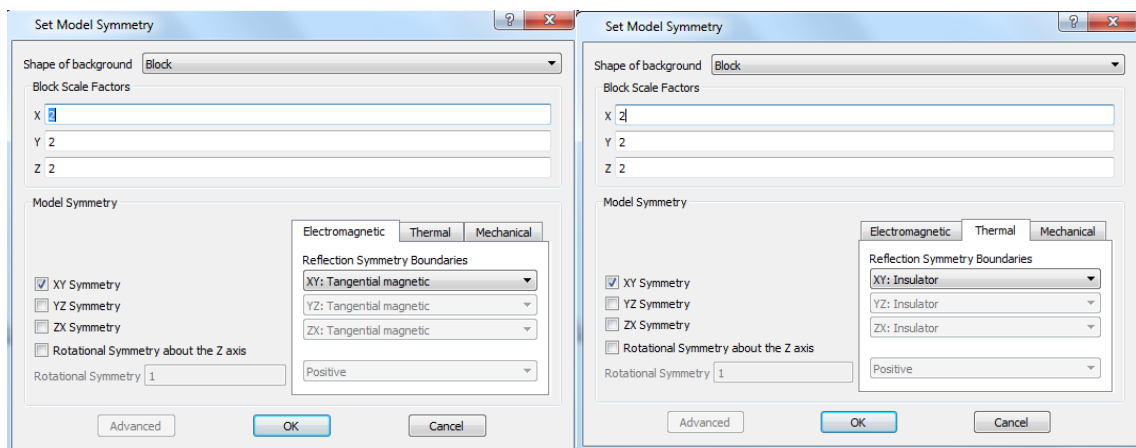 Set Model Symmetry
?
X
Shape of background Block
Block Scale Factors
X 2
Y 2
Z 2
Model Symmetry
Electromagnetic Thermal Mechanical
Reflection Symmetry Boundaries
XY Symmetry XY: Tangential magnetic
YZ Symmetry YZ: Tangential magnetic
ZX Symmetry ZX: Tangential magnetic
Rotational Symmetry about the Z axis
Rotational Symmetry 1 Positive
Advanced OK Cancel
Set Model Symmetry
?
X
Shape of background Block
Block Scale Factors
X 2
Y 2
Z 2
Model Symmetry
Electromagnetic Thermal Mechanical
Reflection Symmetry Boundaries
XY Symmetry XY: Insulator
YZ Symmetry YZ: Insulator
ZX Symmetry ZX: Insulator
Rotational Symmetry about the Z axis
Rotational Symmetry 1 Positive
Advanced OK Cancel